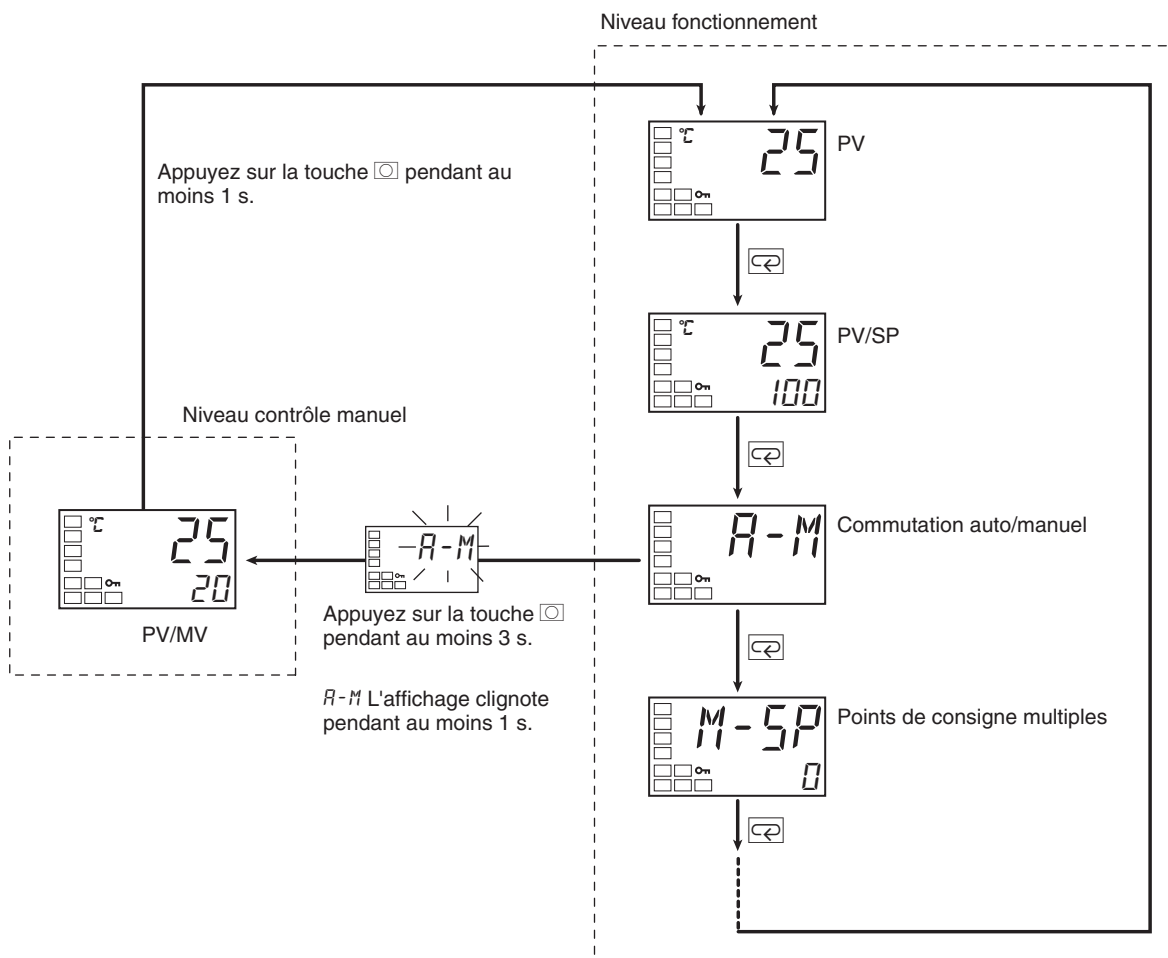 Niveau fonctionnement
°C 25
PV
Appuyez sur la touche pendant au
moins 1 s.
°C 25
100
PV/SP
Niveau contrôle manuel
°C 25
20
PV/MV
A-M
Appuyez sur la touche
pendant au moins 3 s.
A-M L'affichage clignote
pendant au moins 1 s.
A-M
Commutation auto/manuel
M-SP
0
Points de consigne multiples